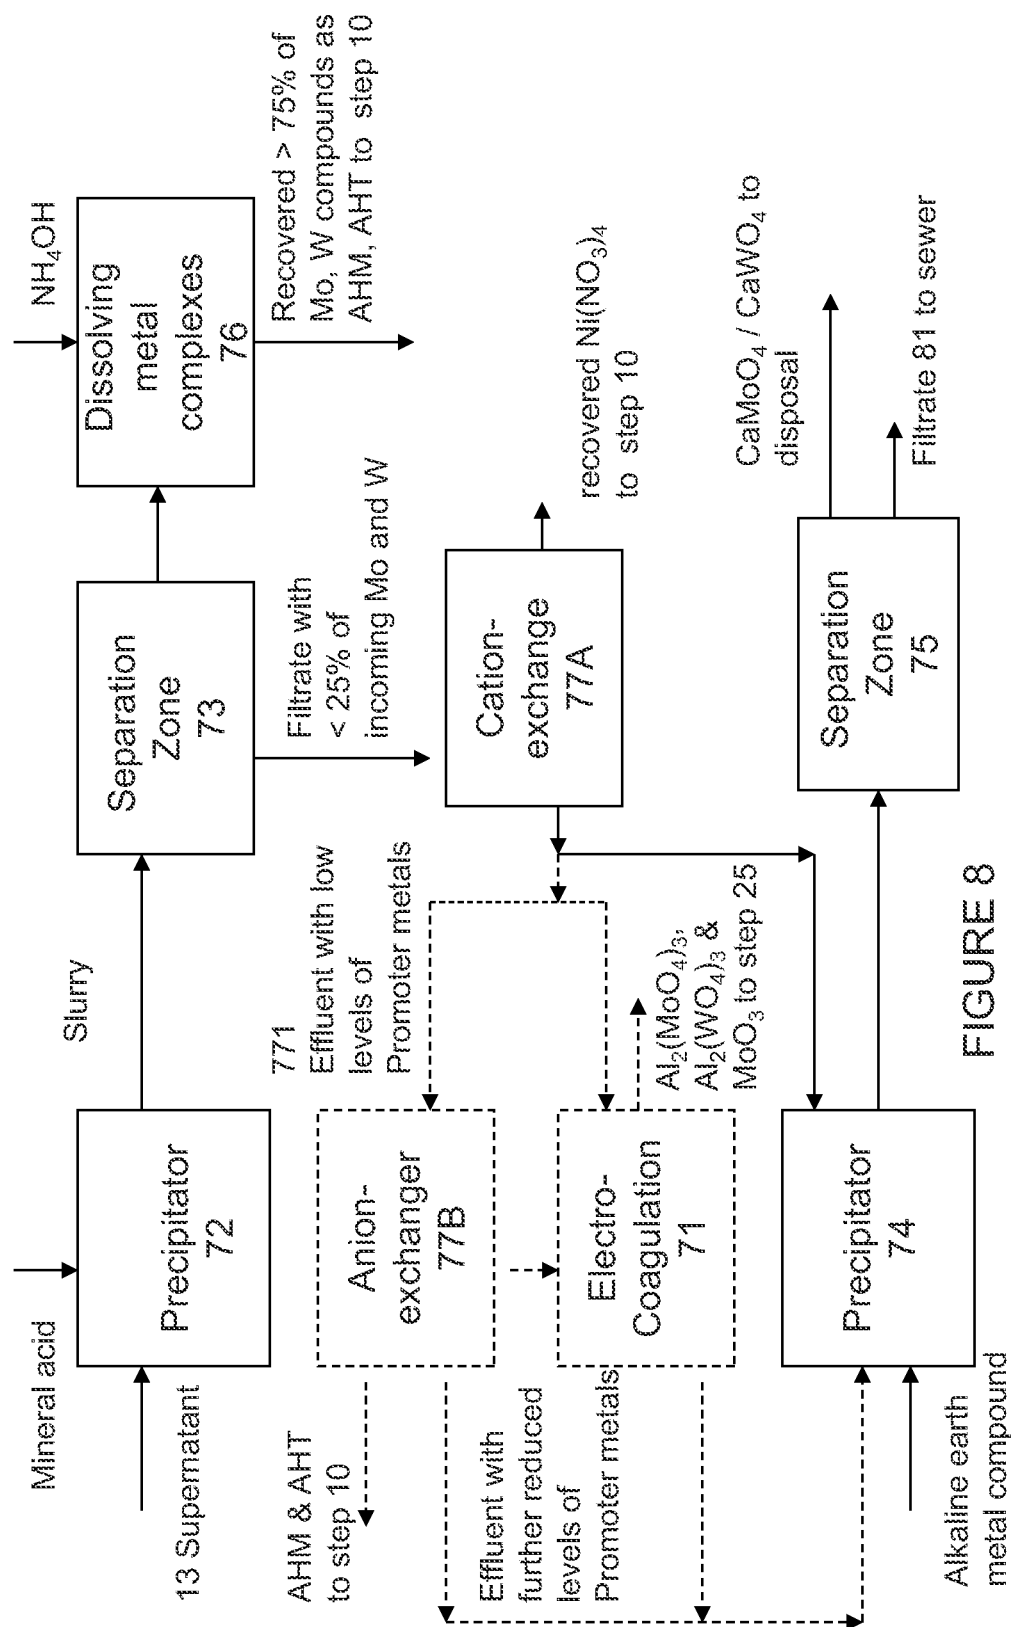 Mineral acid
13 Supernatant
Precipitator
72
Slurry
Separation
Zone
73
NH₄OH
Dissolving
metal
complexes
76
Recovered > 75% of
Mo, W compounds as
AHM, AHT to step 10
Filtrate with
< 25% of
incoming Mo and W
771
Effluent with low
levels of
Promoter metals
AHM & AHT
to step 10
Anion-
exchanger
77B
Cation-
exchange
77A
recovered Ni(NO₃)₄
to step 10
Effluent with
further reduced
levels of
Promoter metals
Electro-
Coagulation
71
Al₂(MoO₄)₃,
Al₂(WO₄)₃ &
MoO₃ to step 25
Alkaline earth
metal compound
Precipitator
74
Separation
Zone
75
CaMoO₄ / CaWO₄ to
disposal
Filtrate 81 to sewer
FIGURE 8